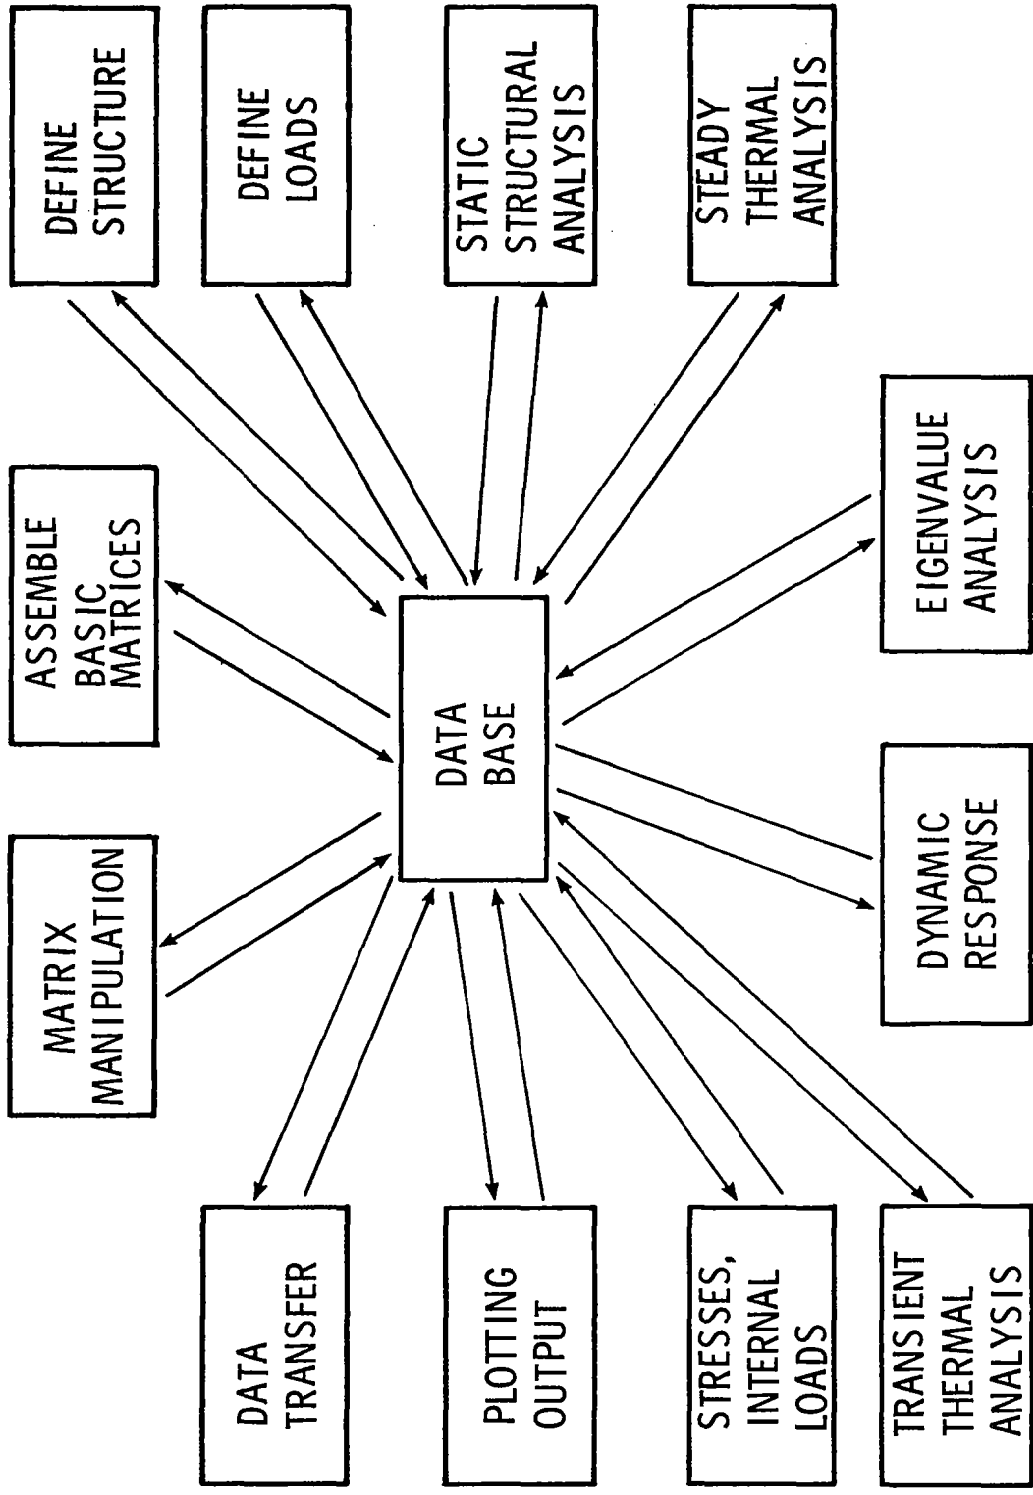 MATRIX
MANIPULATION
ASSEMBLE
BASIC
MATRICES
DEFINE
STRUCTURE
DATA
TRANSFER
DEFINE
LOADS
PLOTTING
OUTPUT
DATA
BASE
STATIC
STRUCTURAL
ANALYSIS
STRESSES,
INTERNAL
LOADS
STEADY
THERMAL
ANALYSIS
TRANSIENT
THERMAL
ANALYSIS
DYNAMIC
RESPONSE
EIGENVALUE
ANALYSIS